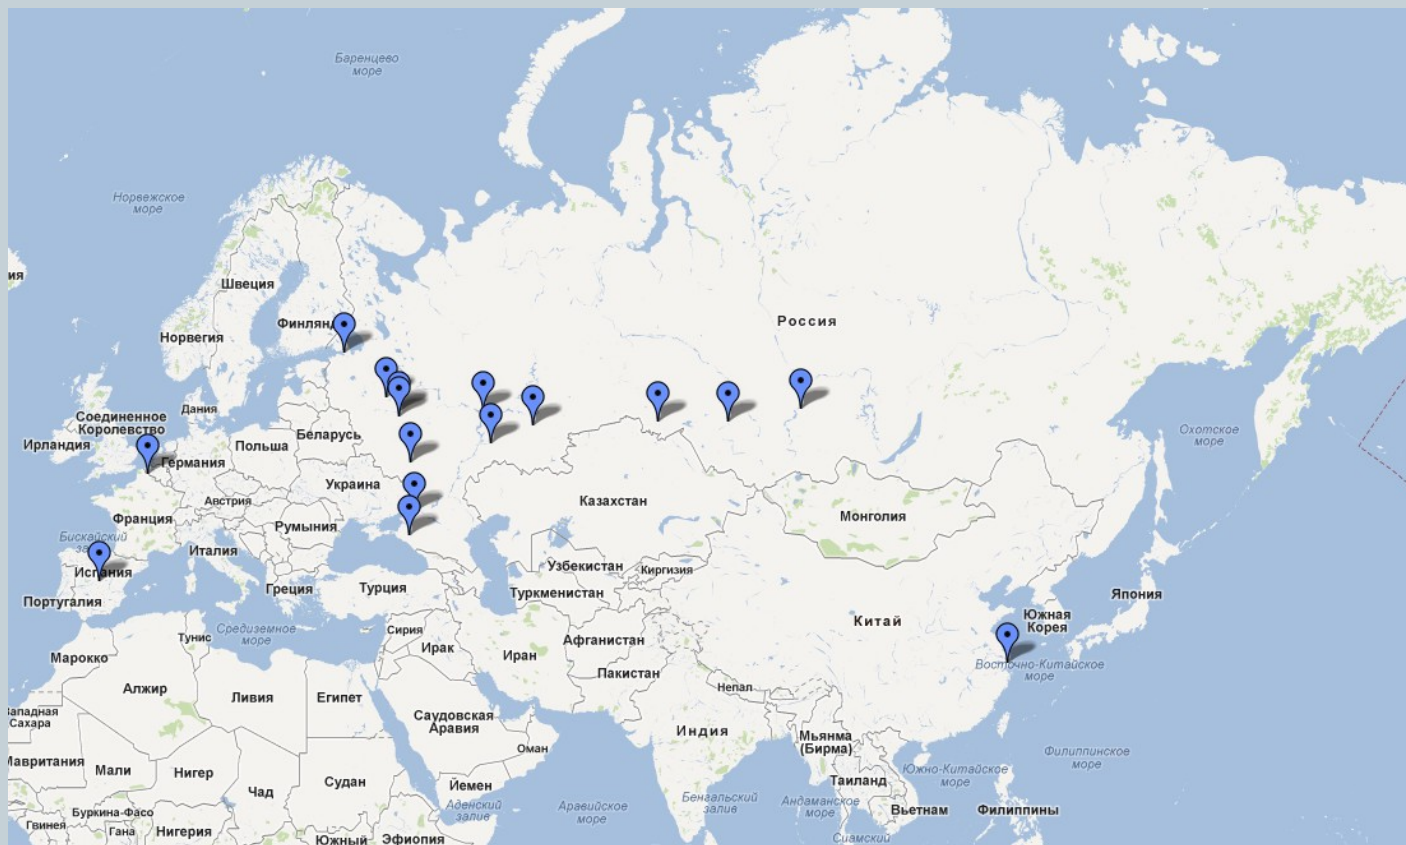 Баренцево
море
Норвежское
море
ия
Швеция
Россия
Финлян
Норвегия
Дания
Соединенное
Королевство
Охотское
море
Беларусь
Ирландия
Польша
Германия
Украина
Австрия
Казахстан
Франция
Монголия
Румыния
Бискайский
Италия
Узбекистан
Киргизия
Испания
Турция
Греция
Туркменистан
Япония
Португалия
Южная
Корея
Китай
Средиземное
море
Сирия
Тунис
Афганистан
Ирак
Иран
Марокко
Восточно-Китайское
море
Пакистан
Алжир
Непал
Ливия
Египет
Западная
Сахара
Саудовская
Аравия
Индия
Мьянма
(Бирма)
Оман
Филиппинское
море
Мавритания
Мали
Нигер
Южно-Китайское
море
Судан
Таиланд
Йемен
Чад
Бенгальский
залив
Андаманское
море
Аденский
залив
Аравийское
море
Вьетнам
Филиппины
Буркина-Фасо
Гвинея
Гана
Нигерия
Южный
Эфиопия
Сиамский